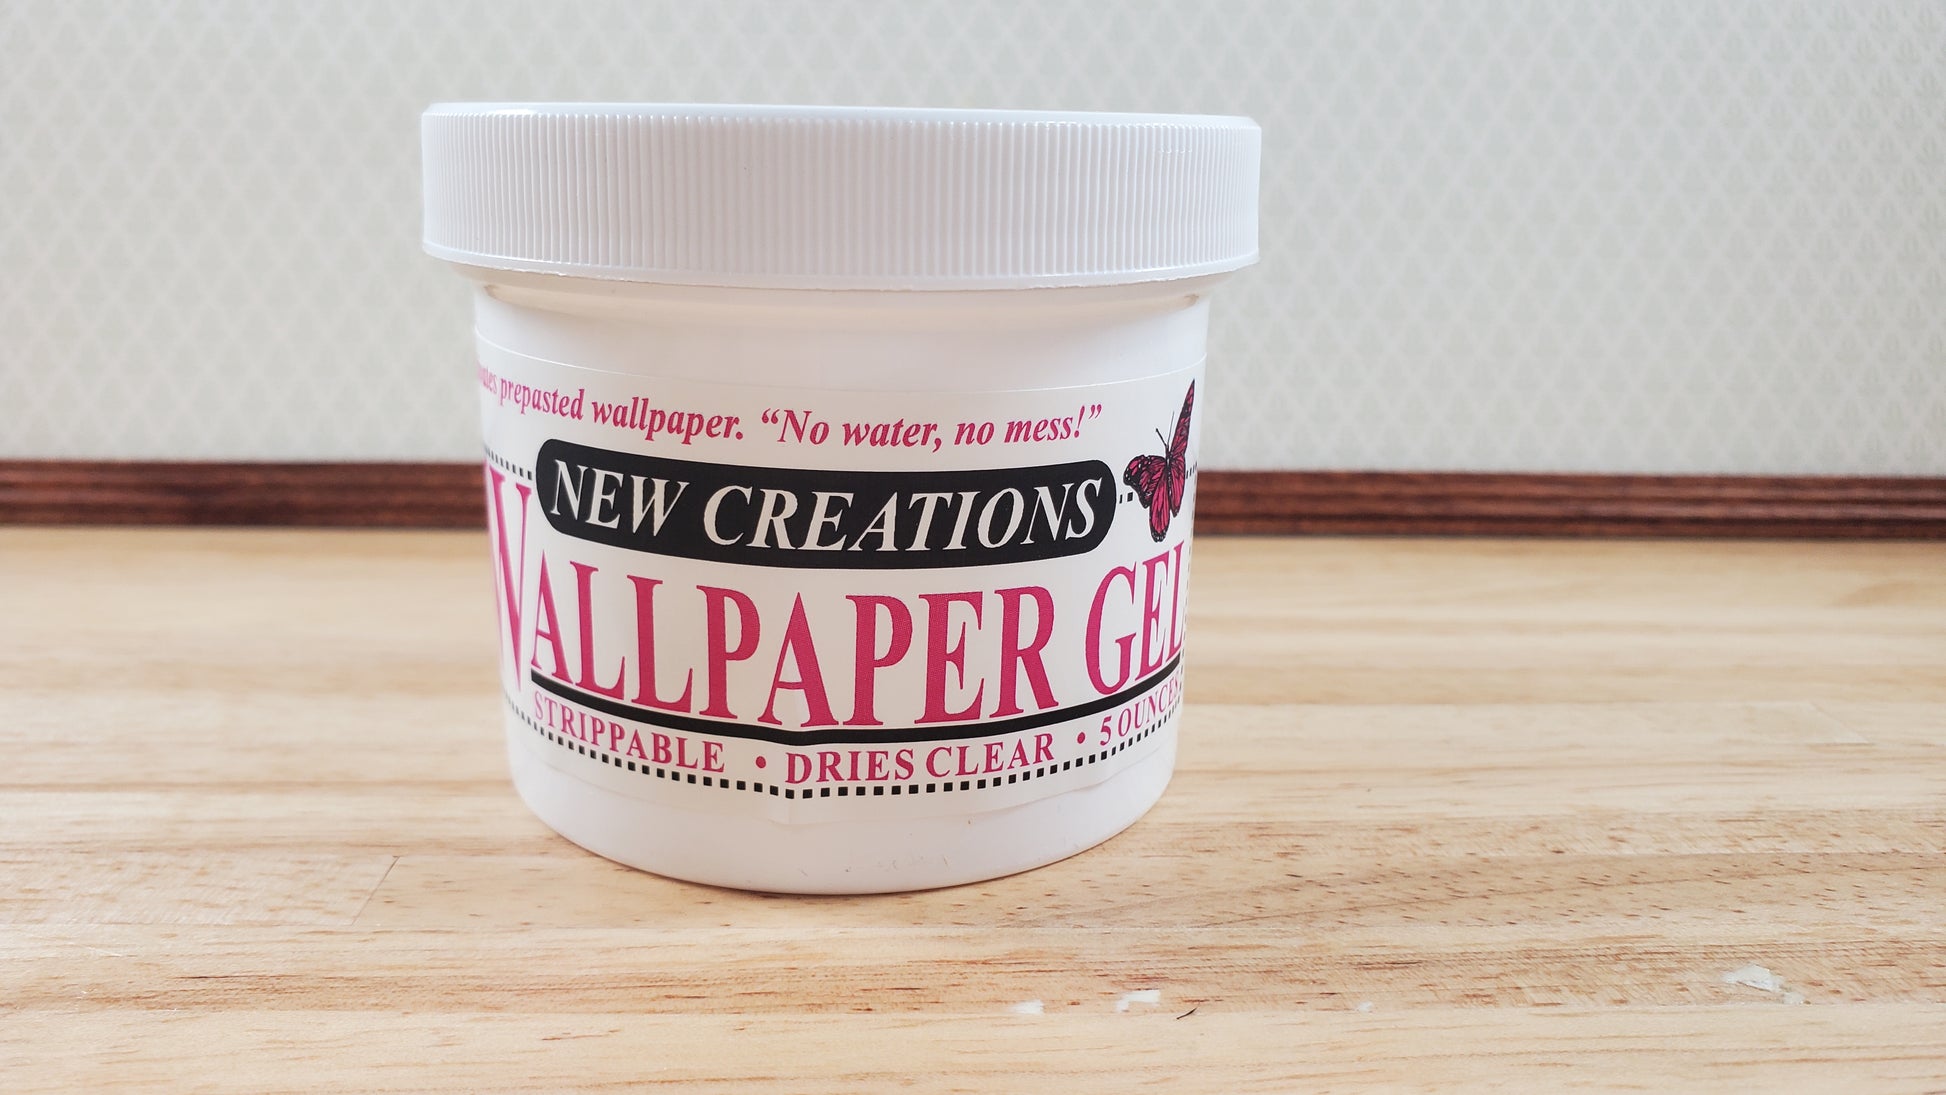 prepasted wallpaper. “No water, no mess!”
NEW CREATIONS
WALLPAPER GEL
STRIPPABLE • DRIES CLEAR • 5 OUNCES